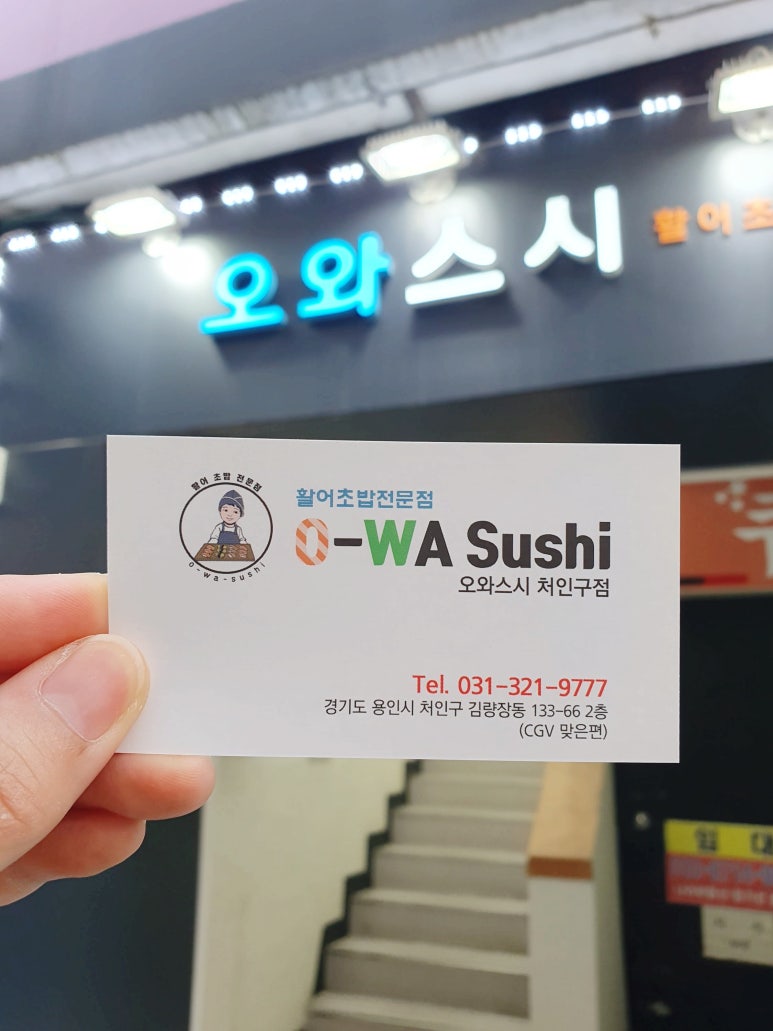 오와스시
활어초
활어 초밥 전문점
o-wa-sushi
활어초밥전문점
O-WA Sushi
오와스시 처인구점
Tel. 031-321-9777
경기도 용인시 처인구 김량장동 133-66 2층
(CGV 맞은편)
임대